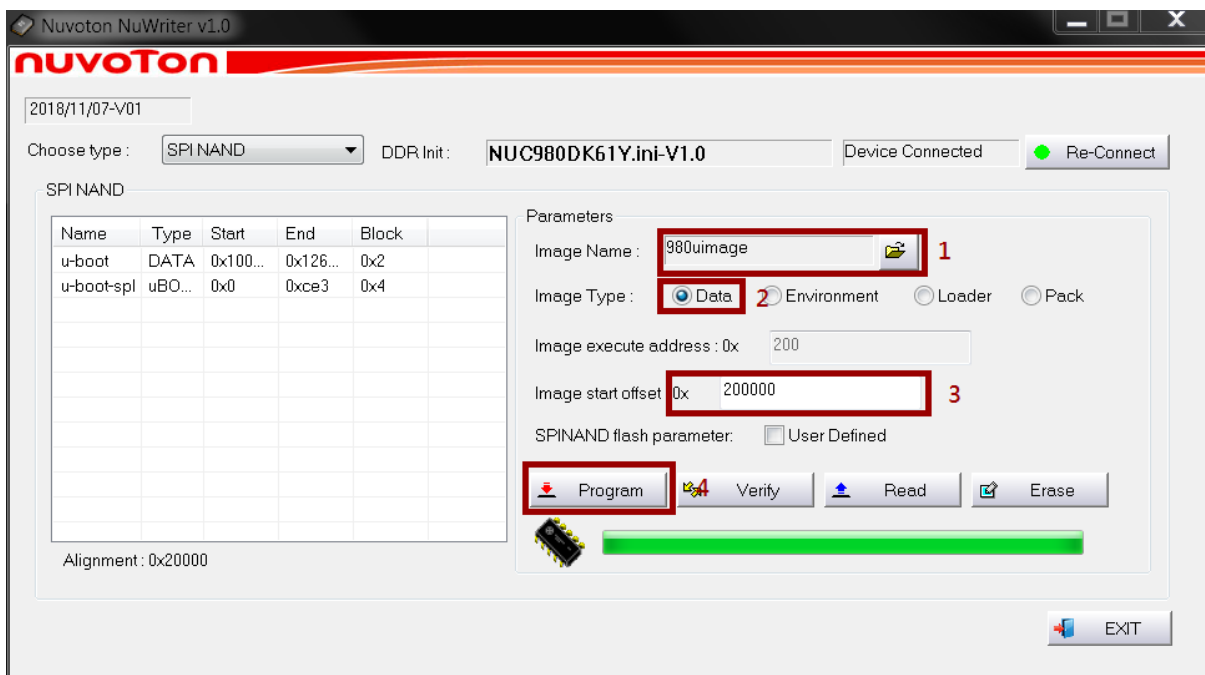 Nuvoton NuWriter v1.0
X
nuvoTon
2018/11/07-V01
Choose type : SPI NAND DDR Init : NUC980DK61Y.ini-V1.0 Device Connected Re-Connect
SPI NAND
Name Type Start End Block
u-boot DATA 0x100... 0x126... 0x2
u-boot-spl uBO... 0x0 0xce3 0x4
Alignment : 0x20000
Parameters
Image Name : 980uimage 1
Image Type : Data 2 Environment Loader Pack
Image execute address : 0x 200
Image start offset 0x 200000 3
SPINAND flash parameter: User Defined
Program 4 Verify Read Erase
EXIT